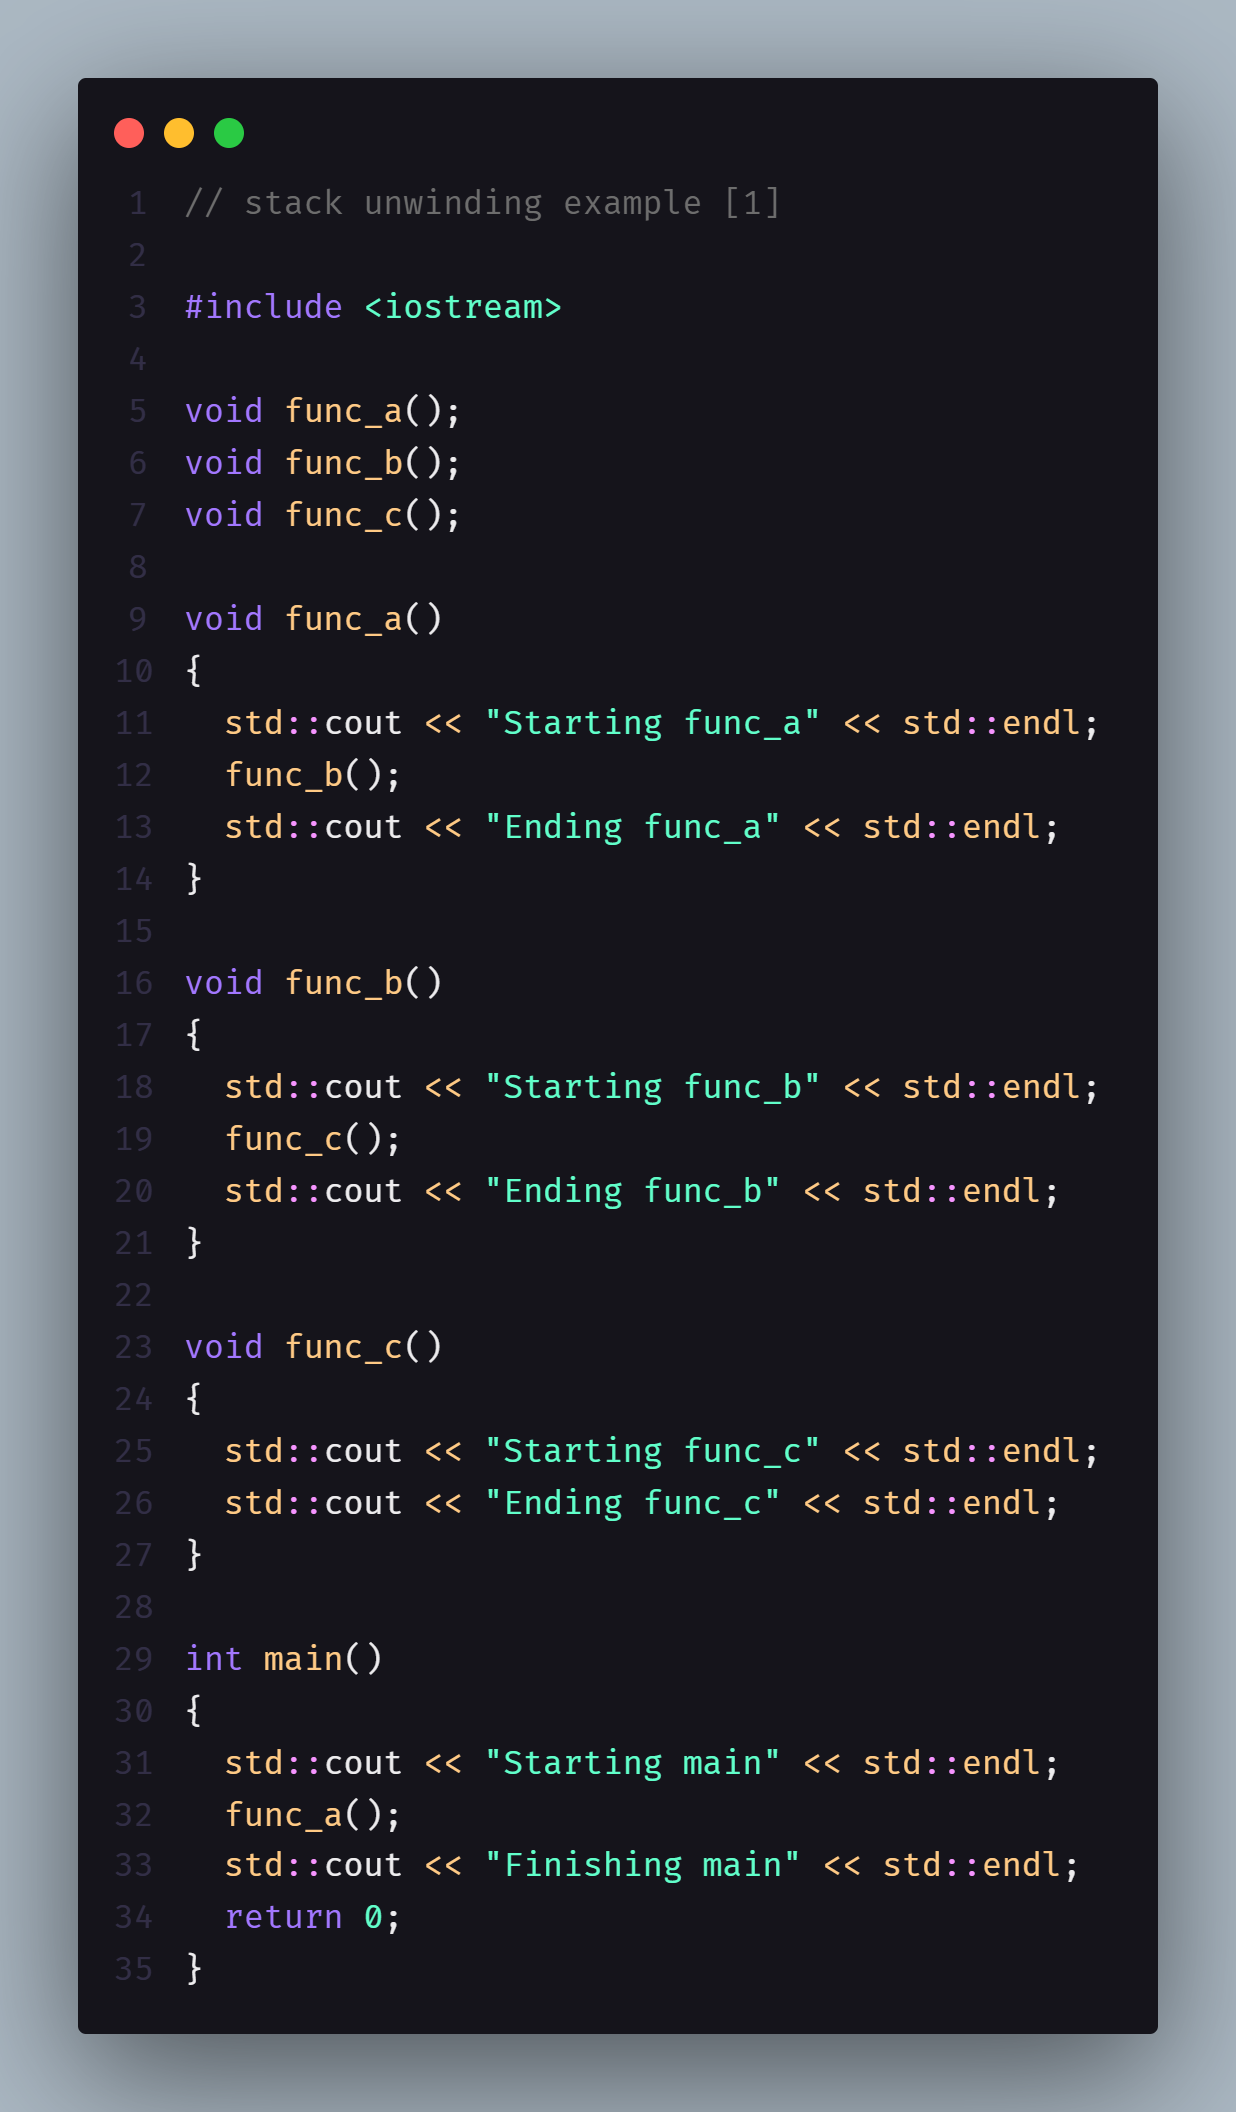 1 // stack unwinding example [1]
2
3 #include <iostream>
4
5 void func_a();
6 void func_b();
7 void func_c();
8
9 void func_a()
10 {
11   std::cout << "Starting func_a" << std::endl;
12   func_b();
13   std::cout << "Ending func_a" << std::endl;
14 }
15
16 void func_b()
17 {
18   std::cout << "Starting func_b" << std::endl;
19   func_c();
20   std::cout << "Ending func_b" << std::endl;
21 }
22
23 void func_c()
24 {
25   std::cout << "Starting func_c" << std::endl;
26   std::cout << "Ending func_c" << std::endl;
27 }
28
29 int main()
30 {
31   std::cout << "Starting main" << std::endl;
32   func_a();
33   std::cout << "Finishing main" << std::endl;
34   return 0;
35 }